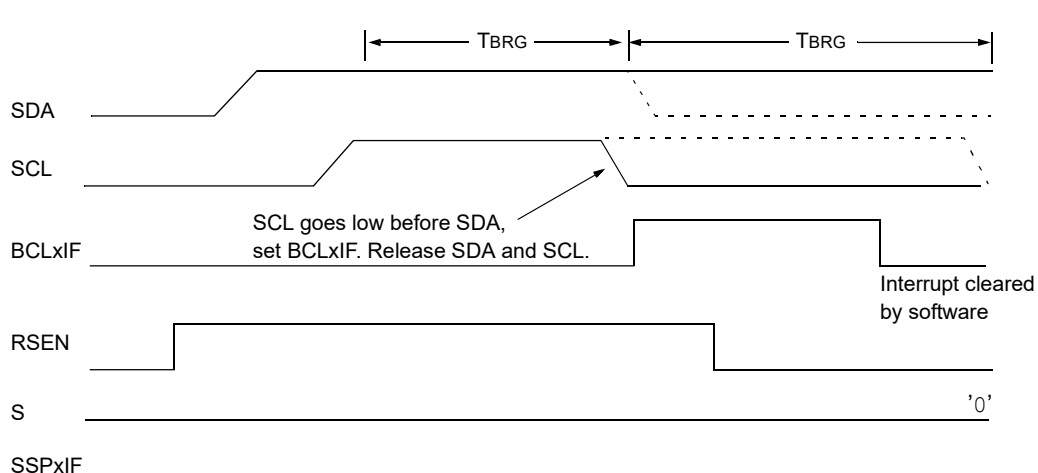 TBRG TBRG
SDA
SCL
SCL goes low before SDA,
set BCLxIF. Release SDA and SCL.
BCLxIF
Interrupt cleared
by software
RSEN
S
'0'
SSPxIF